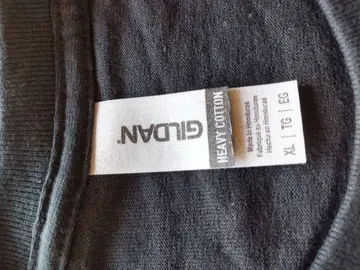 GILDAN
HEAVY COTTON
Made in Honduras
Fabriqué au Honduras
Hecho en Honduras
XL | TG | EG